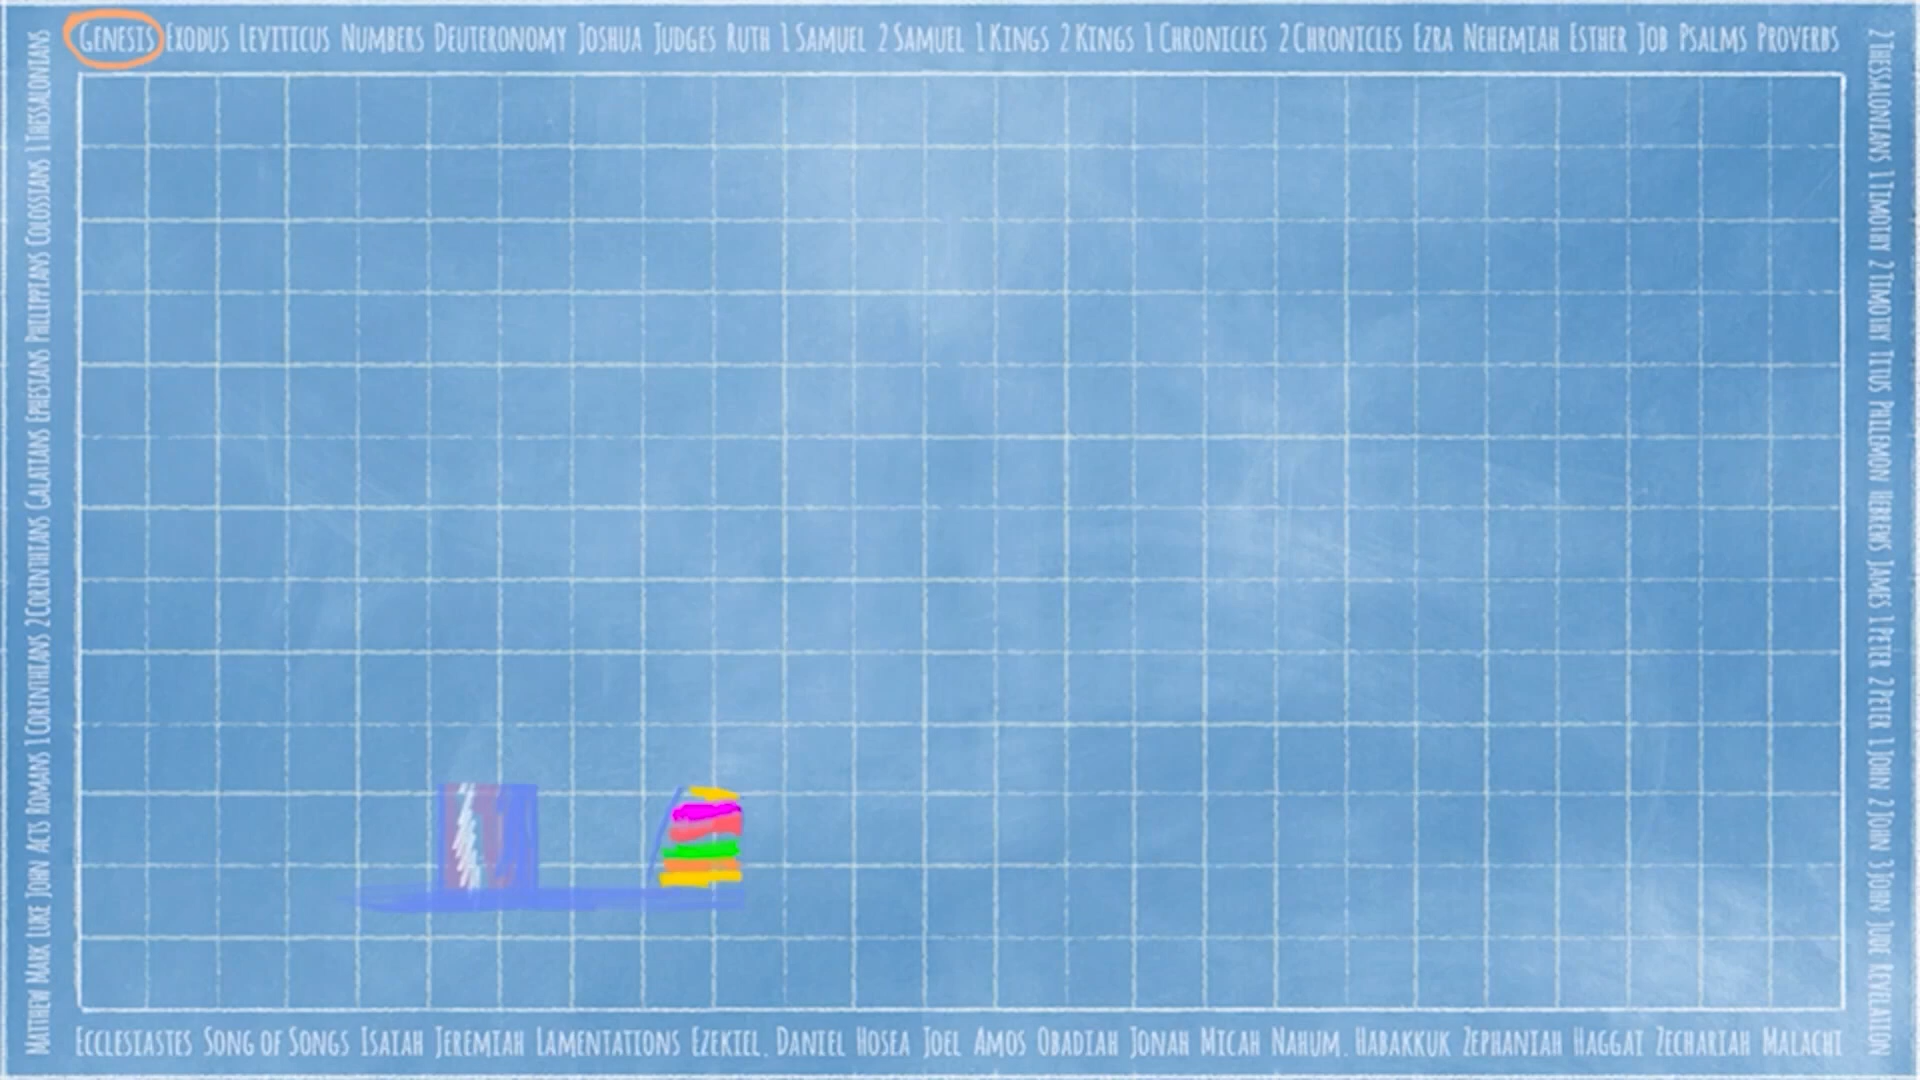 Genesis Exodus Leviticus Numbers Deuteronomy Joshua Judges Ruth 1 Samuel 2 Samuel 1 Kings 2 Kings 1 Chronicles 2 Chronicles Ezra Nehemiah Esther Job Psalms Proverbs
Matthew Mark Luke John Acts Romans 1 Corinthians 2 Corinthians Galatians Ephesians Philippians Colossians 1 Thessalonians
2 Thessalonians 1 Timothy 2 Timothy Titus Philemon Hebrews James 1 Peter 2 Peter 1 John 2 John 3 John Jude Revelation
Ecclesiastes Song of Songs Isaiah Jeremiah Lamentations Ezekiel. Daniel Hosea Joel Amos Obadiah Jonah Micah Nahum. Habakkuk Zephaniah Haggai Zechariah Malachi